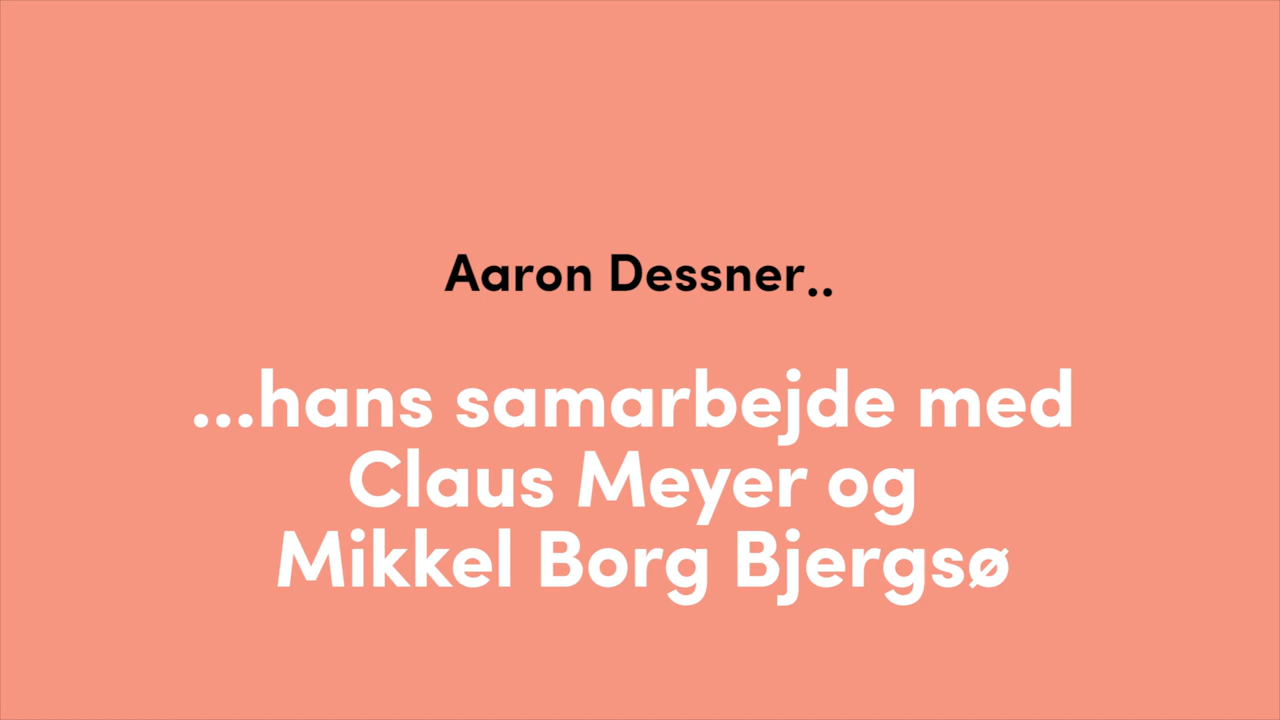 Aaron Dessner..
...hans samarbejde med
Claus Meyer og
Mikkel Borg Bjergsø